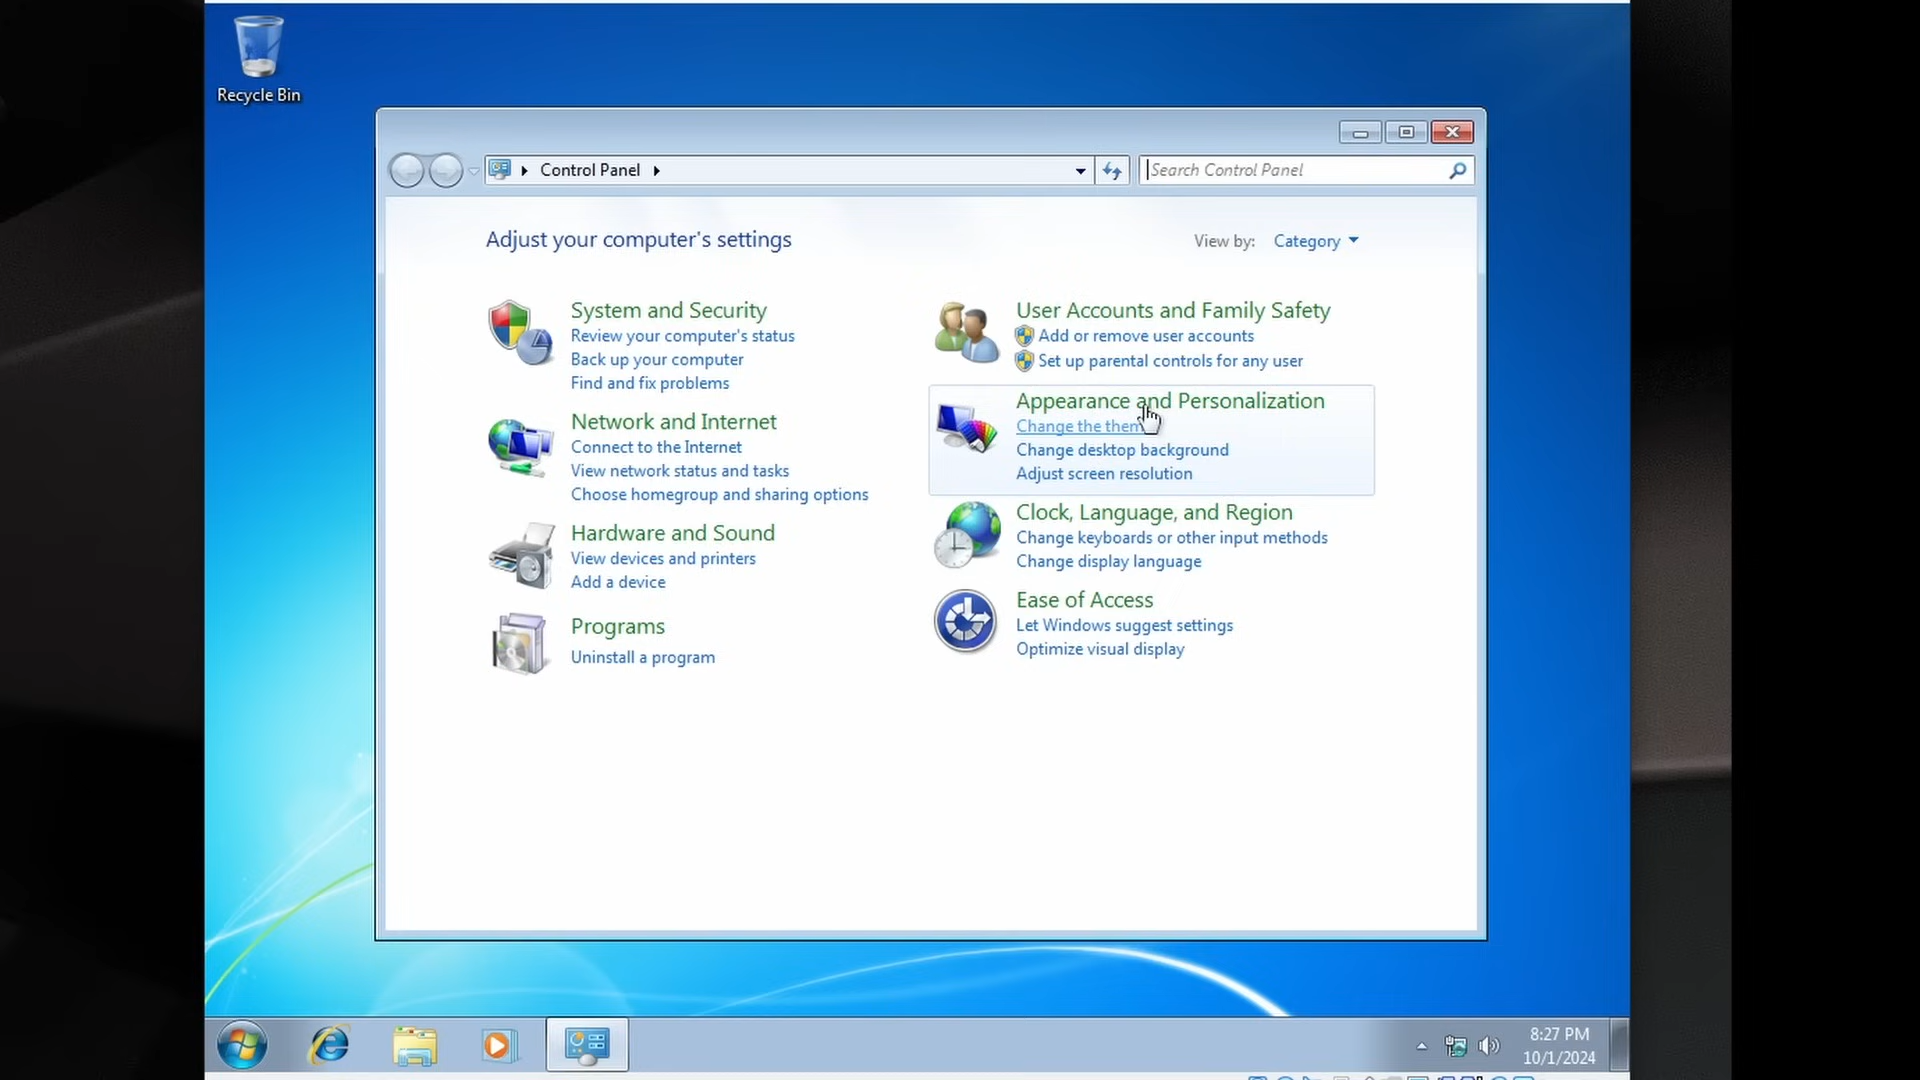 Recycle Bin
Control Panel
Search Control Panel
Adjust your computer's settings
View by: Category
System and Security
Review your computer's status
Back up your computer
Find and fix problems
Network and Internet
Connect to the Internet
View network status and tasks
Choose homegroup and sharing options
Hardware and Sound
View devices and printers
Add a device
Programs
Uninstall a program
User Accounts and Family Safety
Add or remove user accounts
Set up parental controls for any user
Appearance and Personalization
Change the them
Change desktop background
Adjust screen resolution
Clock, Language, and Region
Change keyboards or other input methods
Change display language
Ease of Access
Let Windows suggest settings
Optimize visual display
8:27 PM
10/1/2024